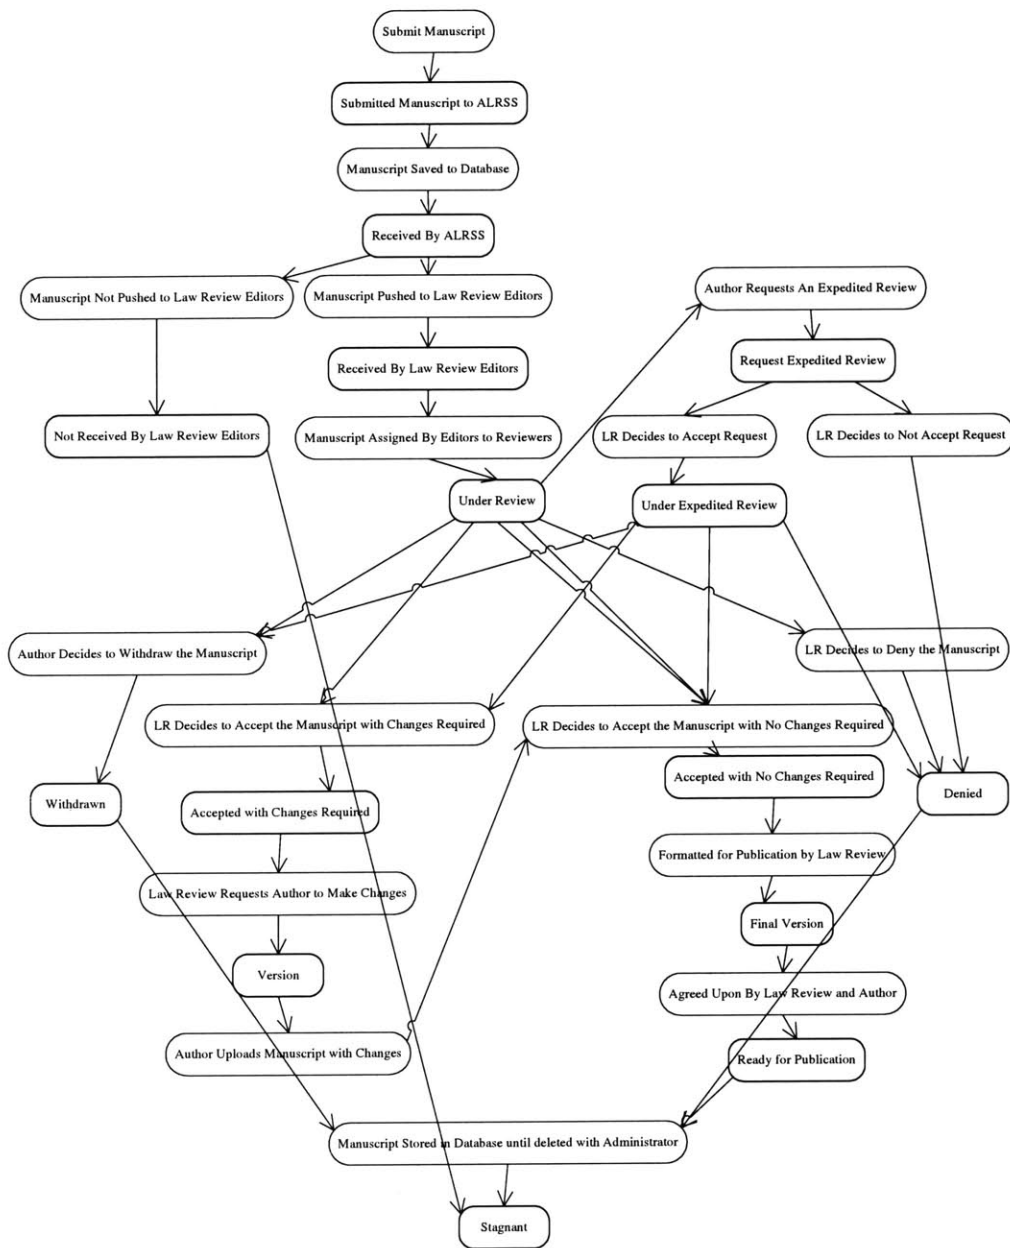 Submit Manuscript
Submitted Manuscript to ALRSS
Manuscript Saved to Database
Received By ALRSS
Manuscript Not Pushed to Law Review Editors
Manuscript Pushed to Law Review Editors
Author Requests An Expedited Review
Received By Law Review Editors
Request Expedited Review
Not Received By Law Review Editors
Manuscript Assigned By Editors to Reviewers
LR Decides to Accept Request
LR Decides to Not Accept Request
Under Review
Under Expedited Review
Author Decides to Withdraw the Manuscript
LR Decides to Deny the Manuscript
LR Decides to Accept the Manuscript with Changes Required
LR Decides to Accept the Manuscript with No Changes Required
Withdrawn
Accepted with Changes Required
Accepted with No Changes Required
Denied
Formatted for Publication by Law Review
Law Review Requests Author to Make Changes
Final Version
Version
Agreed Upon By Law Review and Author
Author Uploads Manuscript with Changes
Ready for Publication
Manuscript Stored in Database until deleted with Administrator
Stagnant